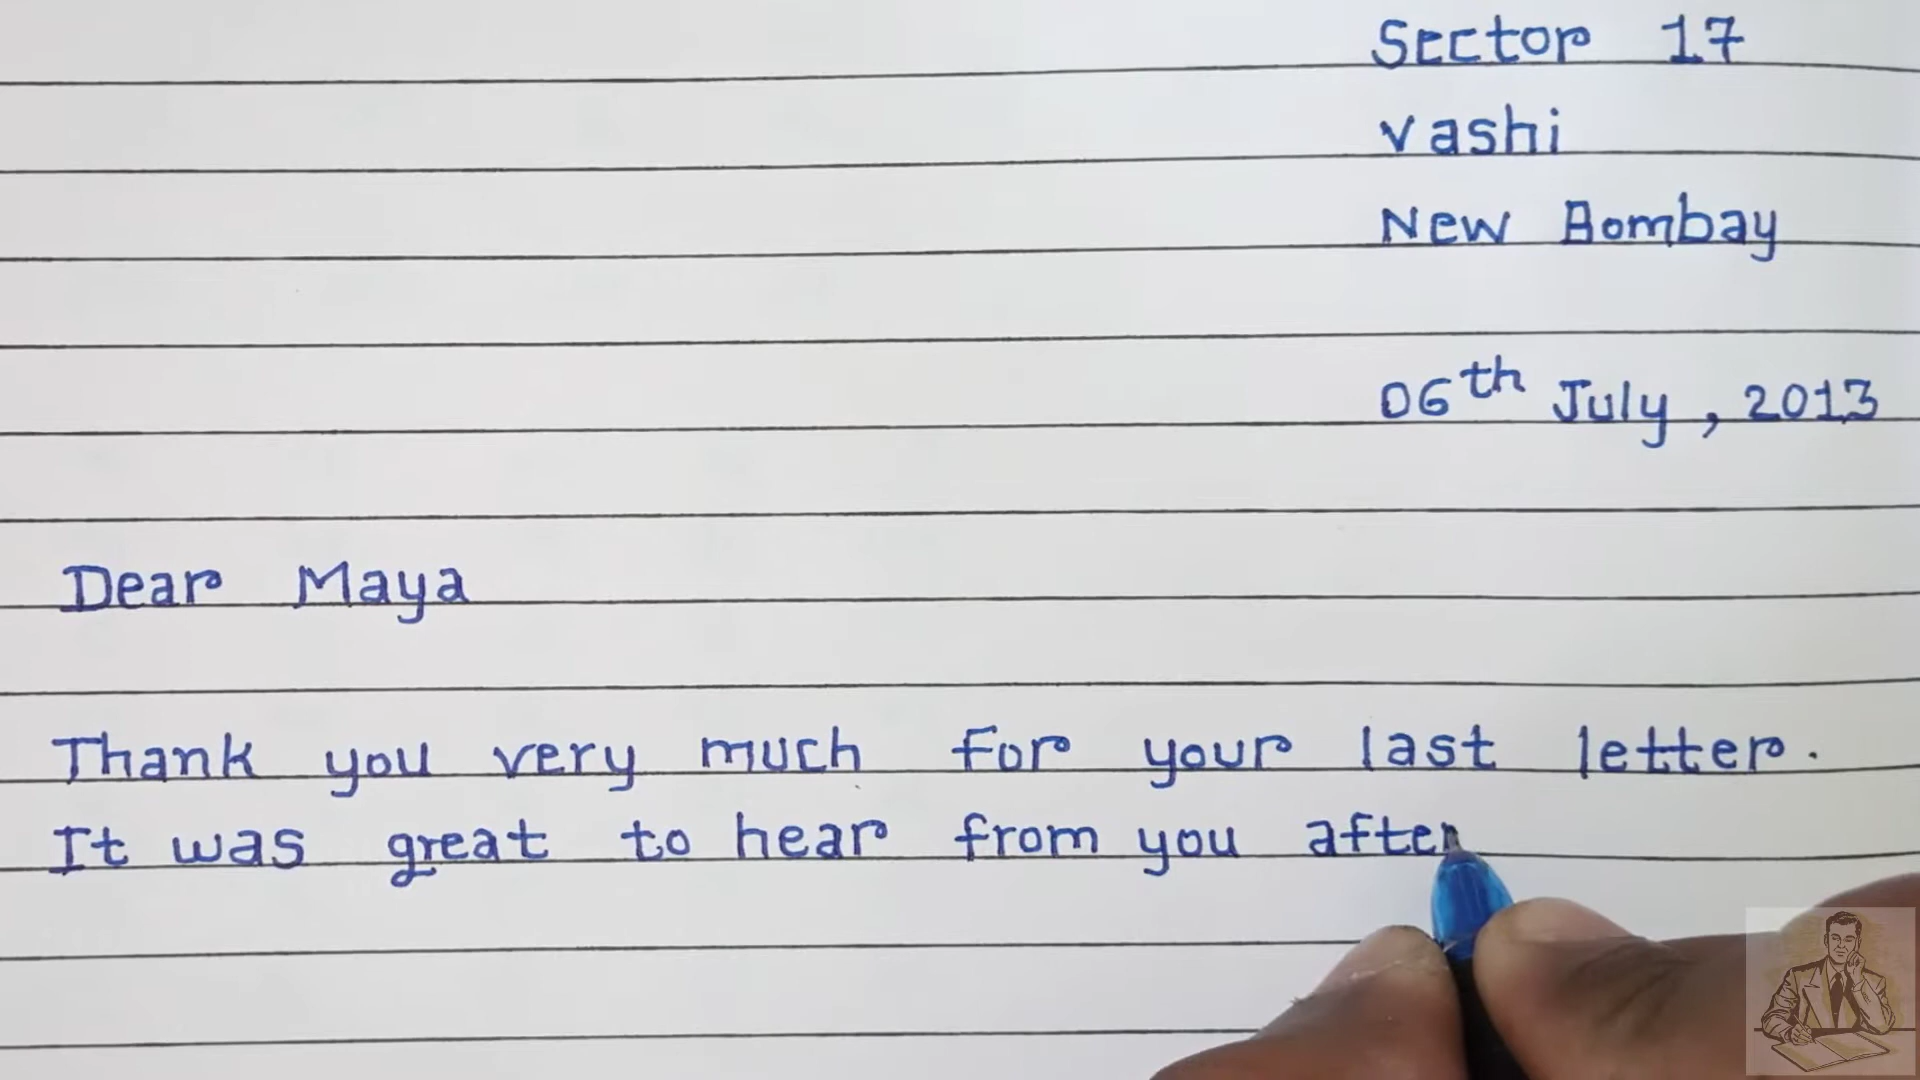 Sector 17
Vashi
New Bombay
06th July, 2013
Dear Maya
Thank you very much for your last letter.
It was great to hear from you after